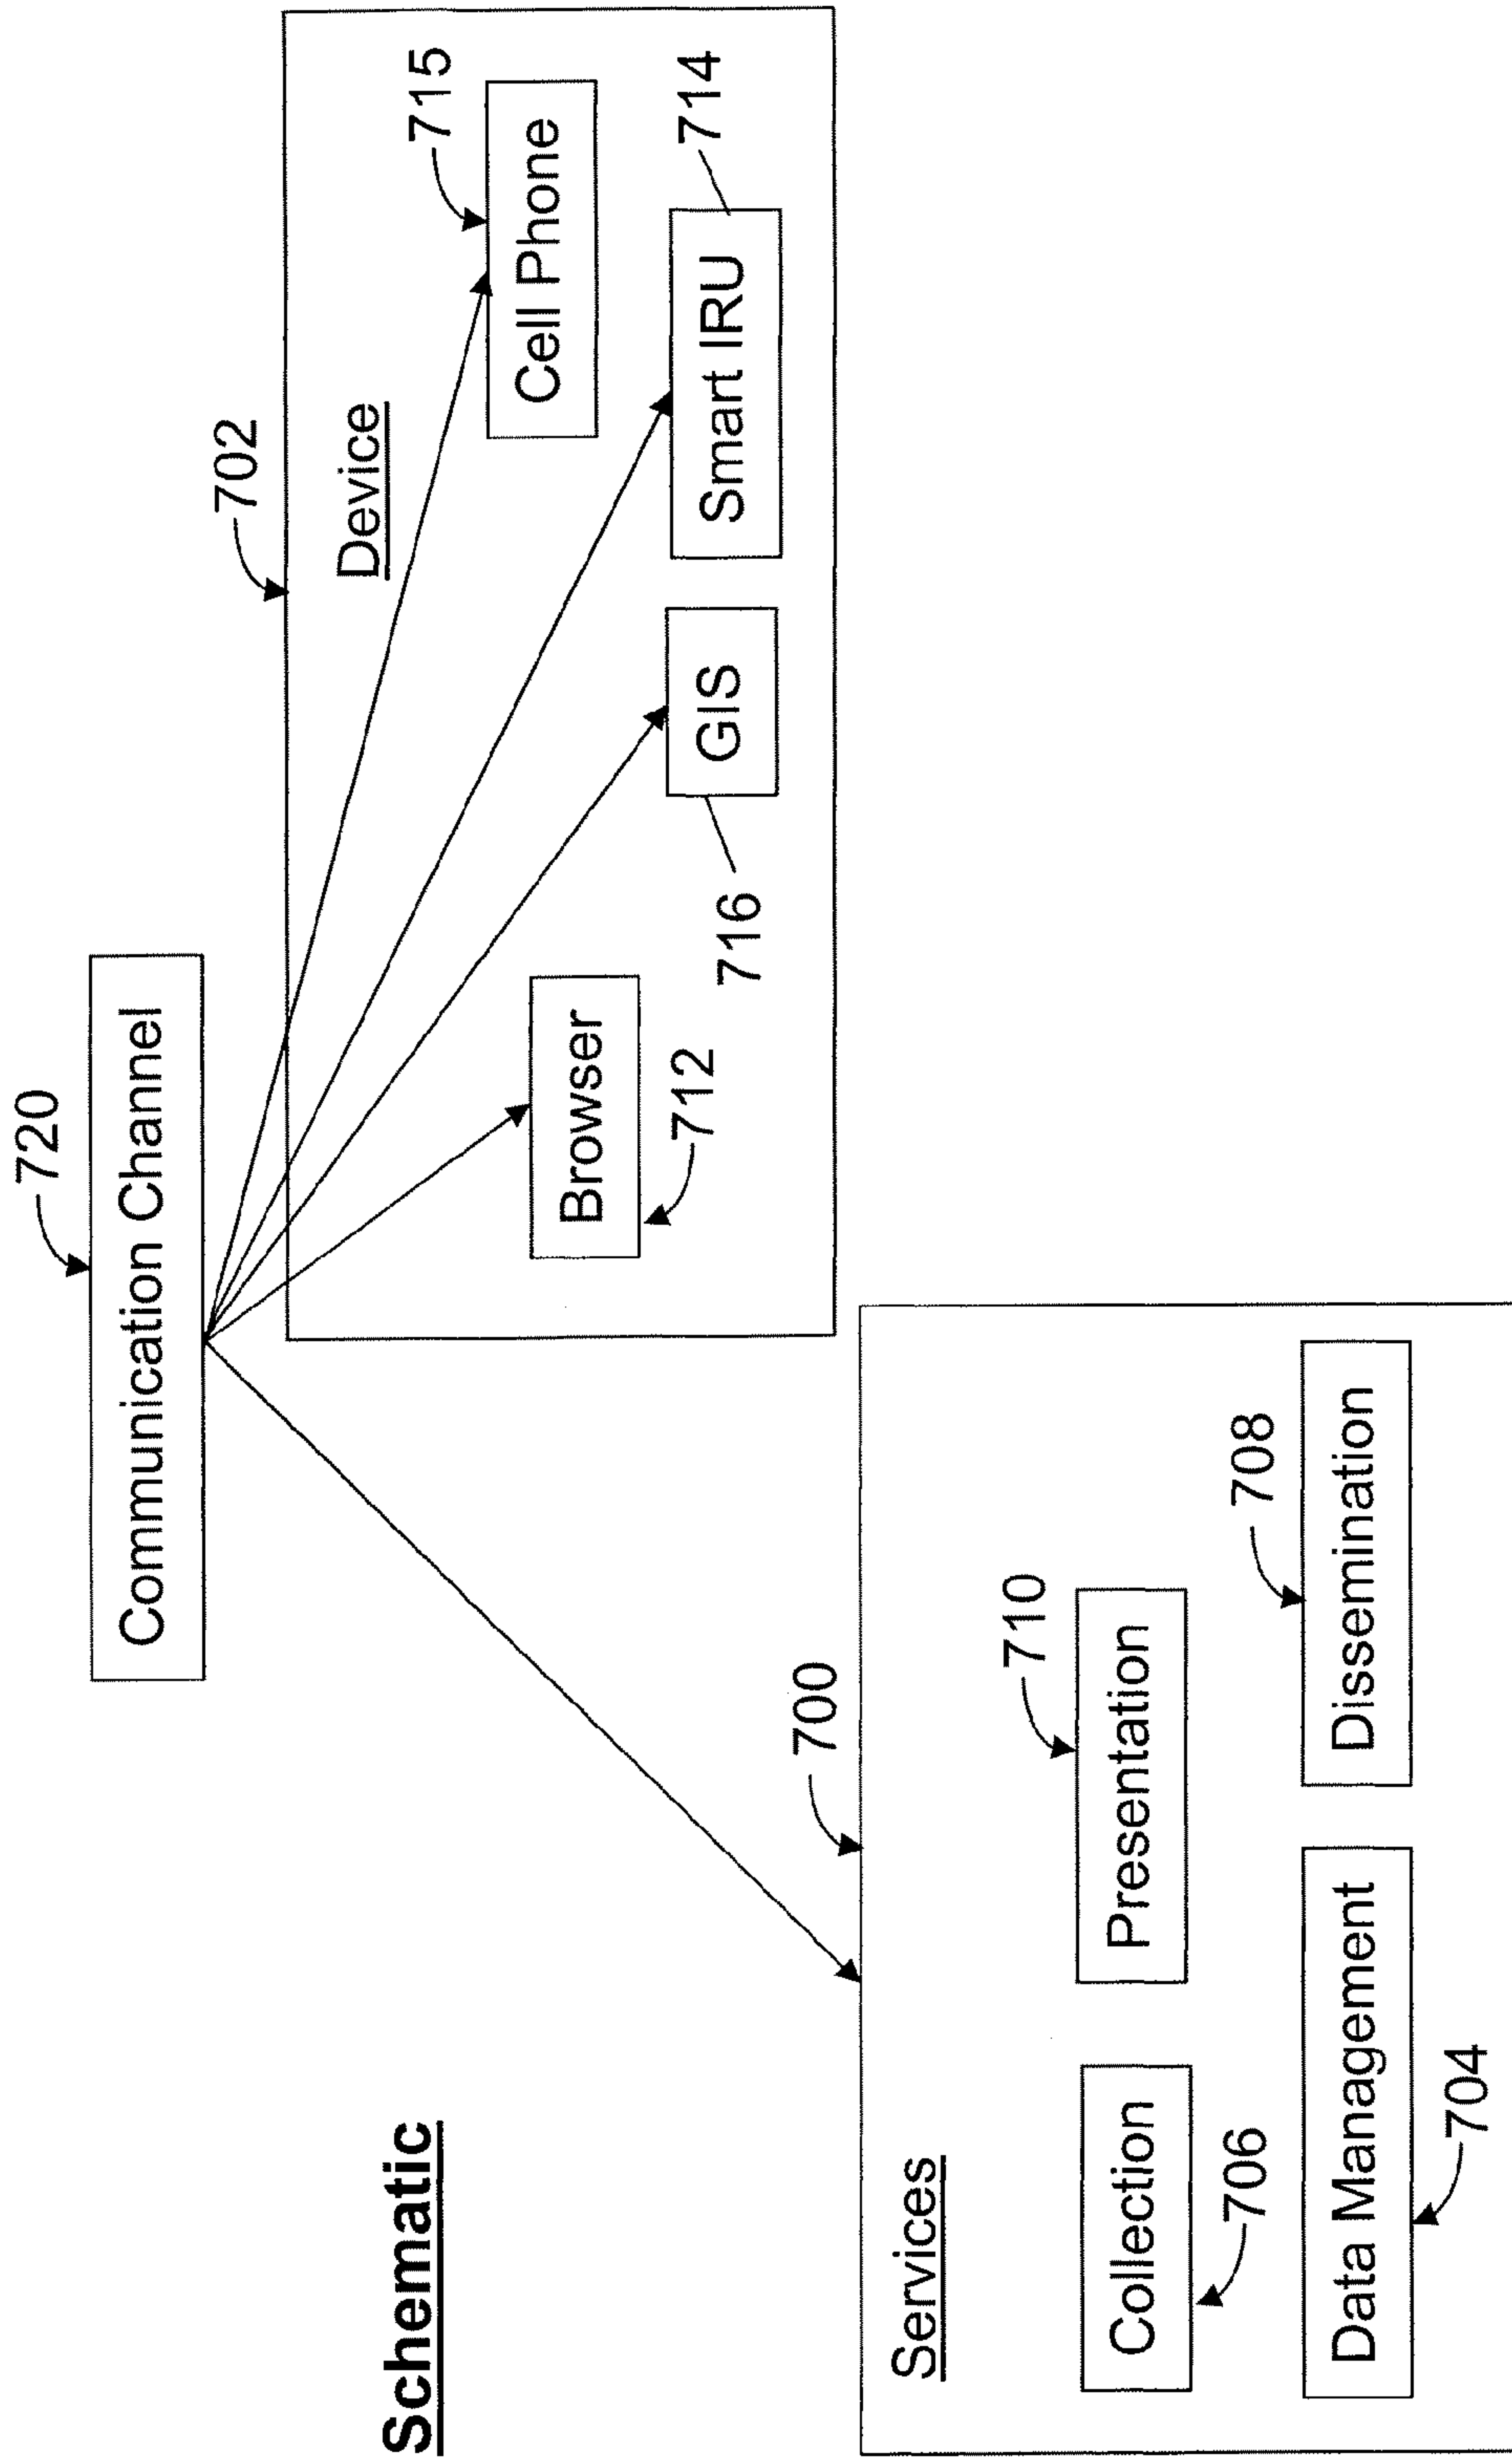 Schematic
720
Communication Channel
702
Device
715
Cell Phone
Browser
712
GIS
716
Smart IRU
714
700
Services
710
Presentation
Collection
706
708
Dissemination
Data Management
704